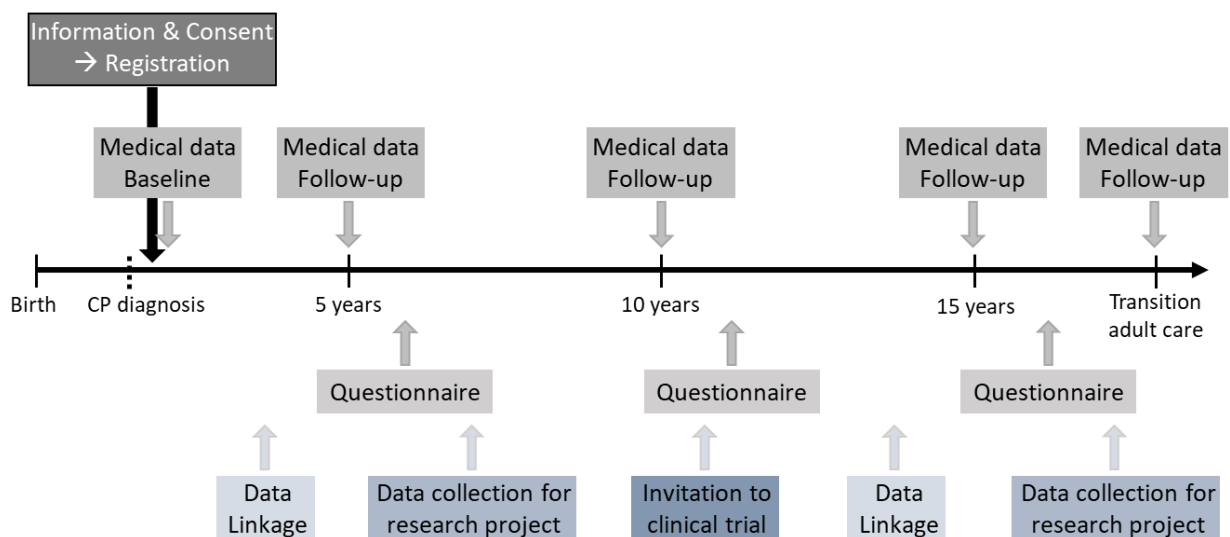 Information & Consent
→ Registration
Medical data
Baseline
Medical data
Follow-up
Medical data
Follow-up
Medical data
Follow-up
Medical data
Follow-up
Birth
CP diagnosis
5 years
10 years
15 years
Transition
adult care
Questionnaire
Questionnaire
Questionnaire
Data
Linkage
Data collection for
research project
Invitation to
clinical trial
Data
Linkage
Data collection for
research project